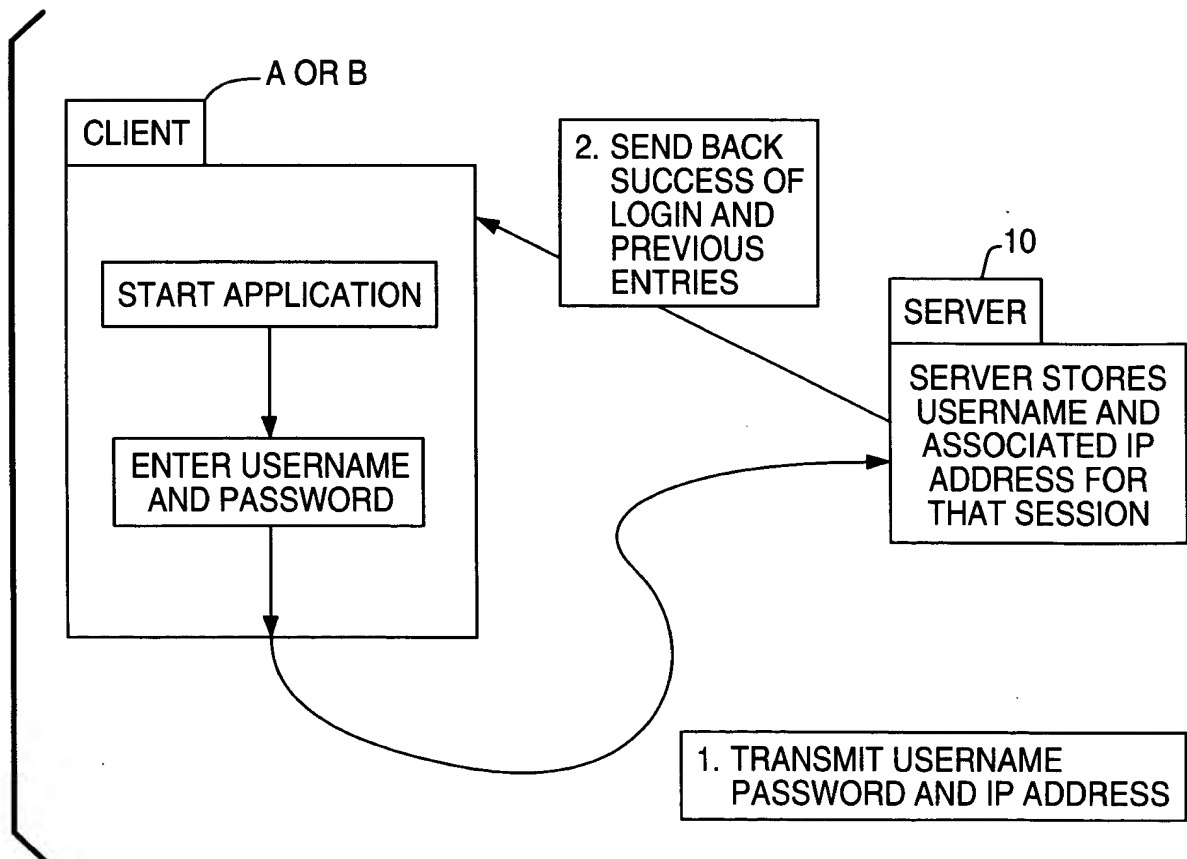 A OR B
CLIENT
START APPLICATION
ENTER USERNAME
AND PASSWORD
2. SEND BACK
SUCCESS OF
LOGIN AND
PREVIOUS
ENTRIES
10
SERVER
SERVER STORES
USERNAME AND
ASSOCIATED IP
ADDRESS FOR
THAT SESSION
1. TRANSMIT USERNAME
PASSWORD AND IP ADDRESS